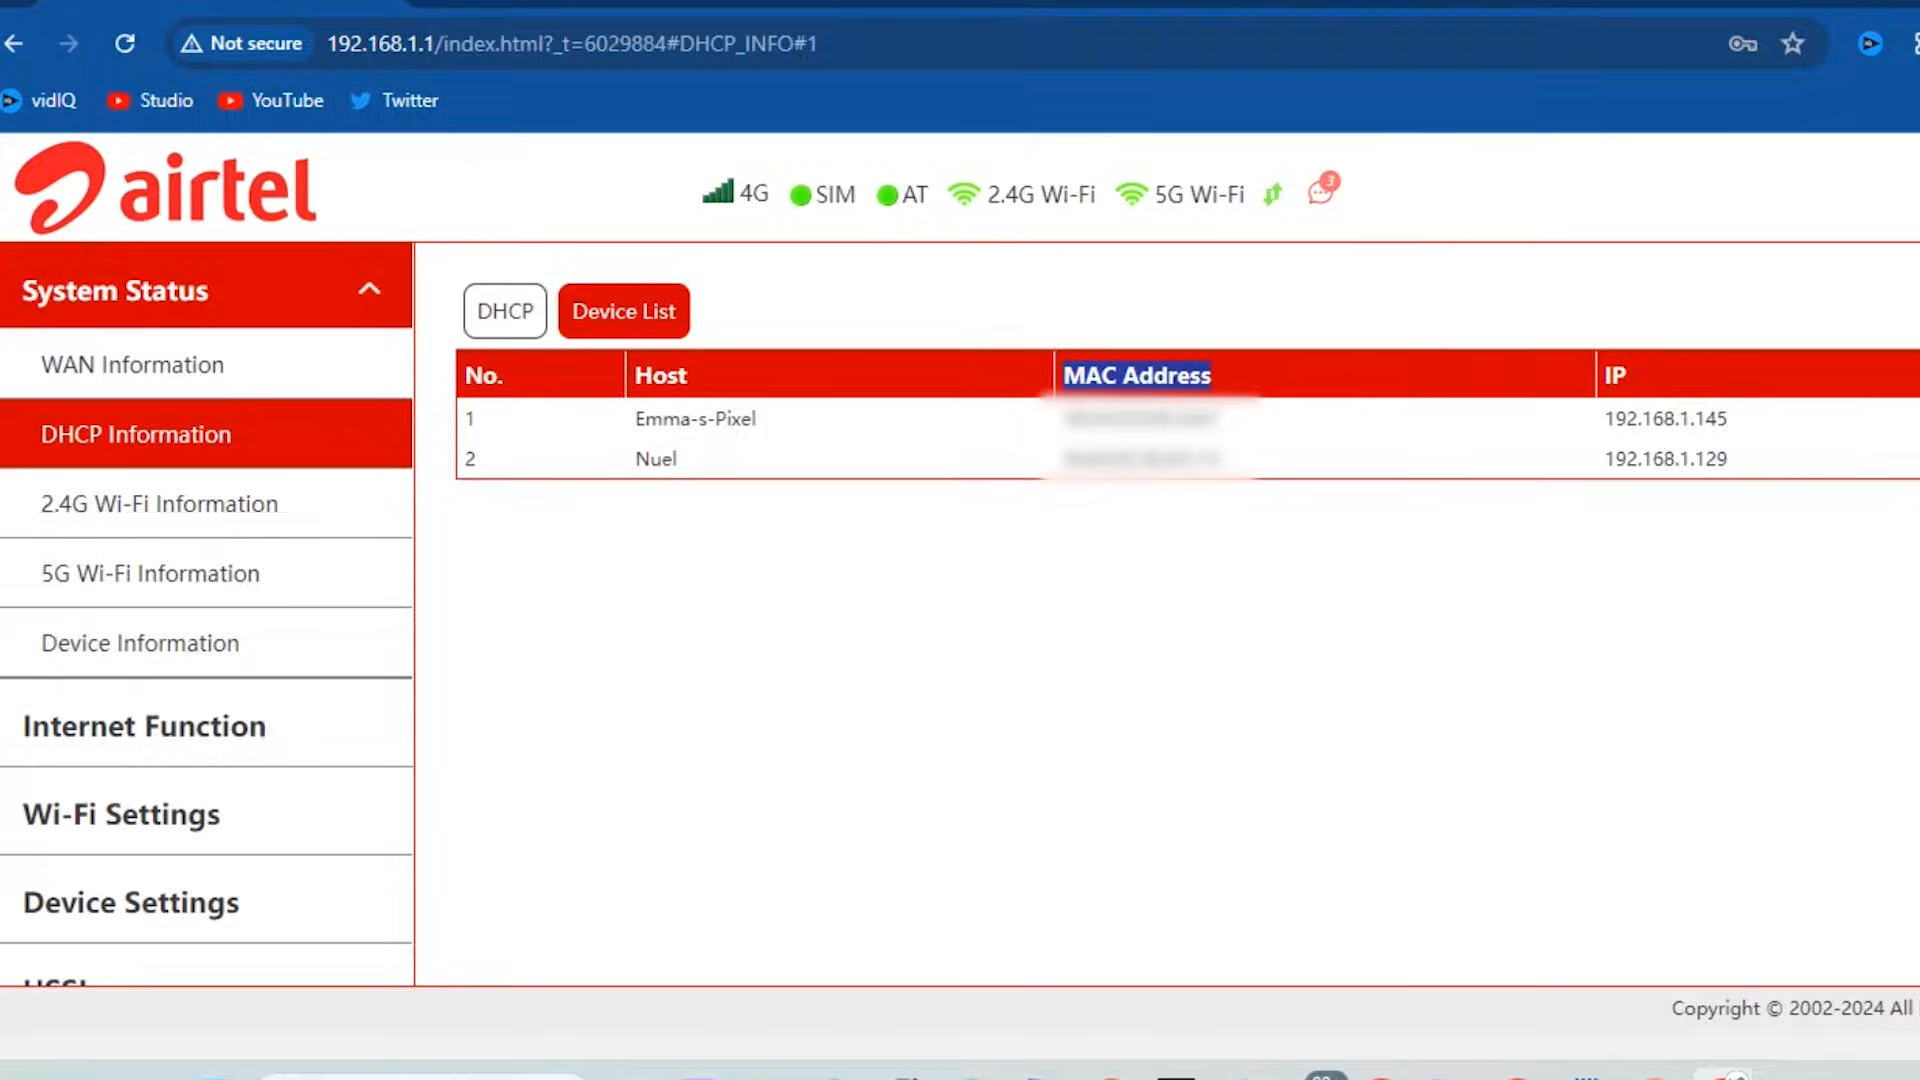 Not secure 192.168.1.1/index.html?_t=6029884#DHCP_INFO#1
vidIQ Studio YouTube Twitter
airtel
4G SIM AT 2.4G Wi-Fi 5G Wi-Fi 3
System Status
WAN Information
DHCP Information
2.4G Wi-Fi Information
5G Wi-Fi Information
Device Information
Internet Function
Wi-Fi Settings
Device Settings
DHCP Device List
No. Host MAC Address IP
1 Emma-s-Pixel 192.168.1.145
2 Nuel 192.168.1.129
Copyright © 2002-2024 All